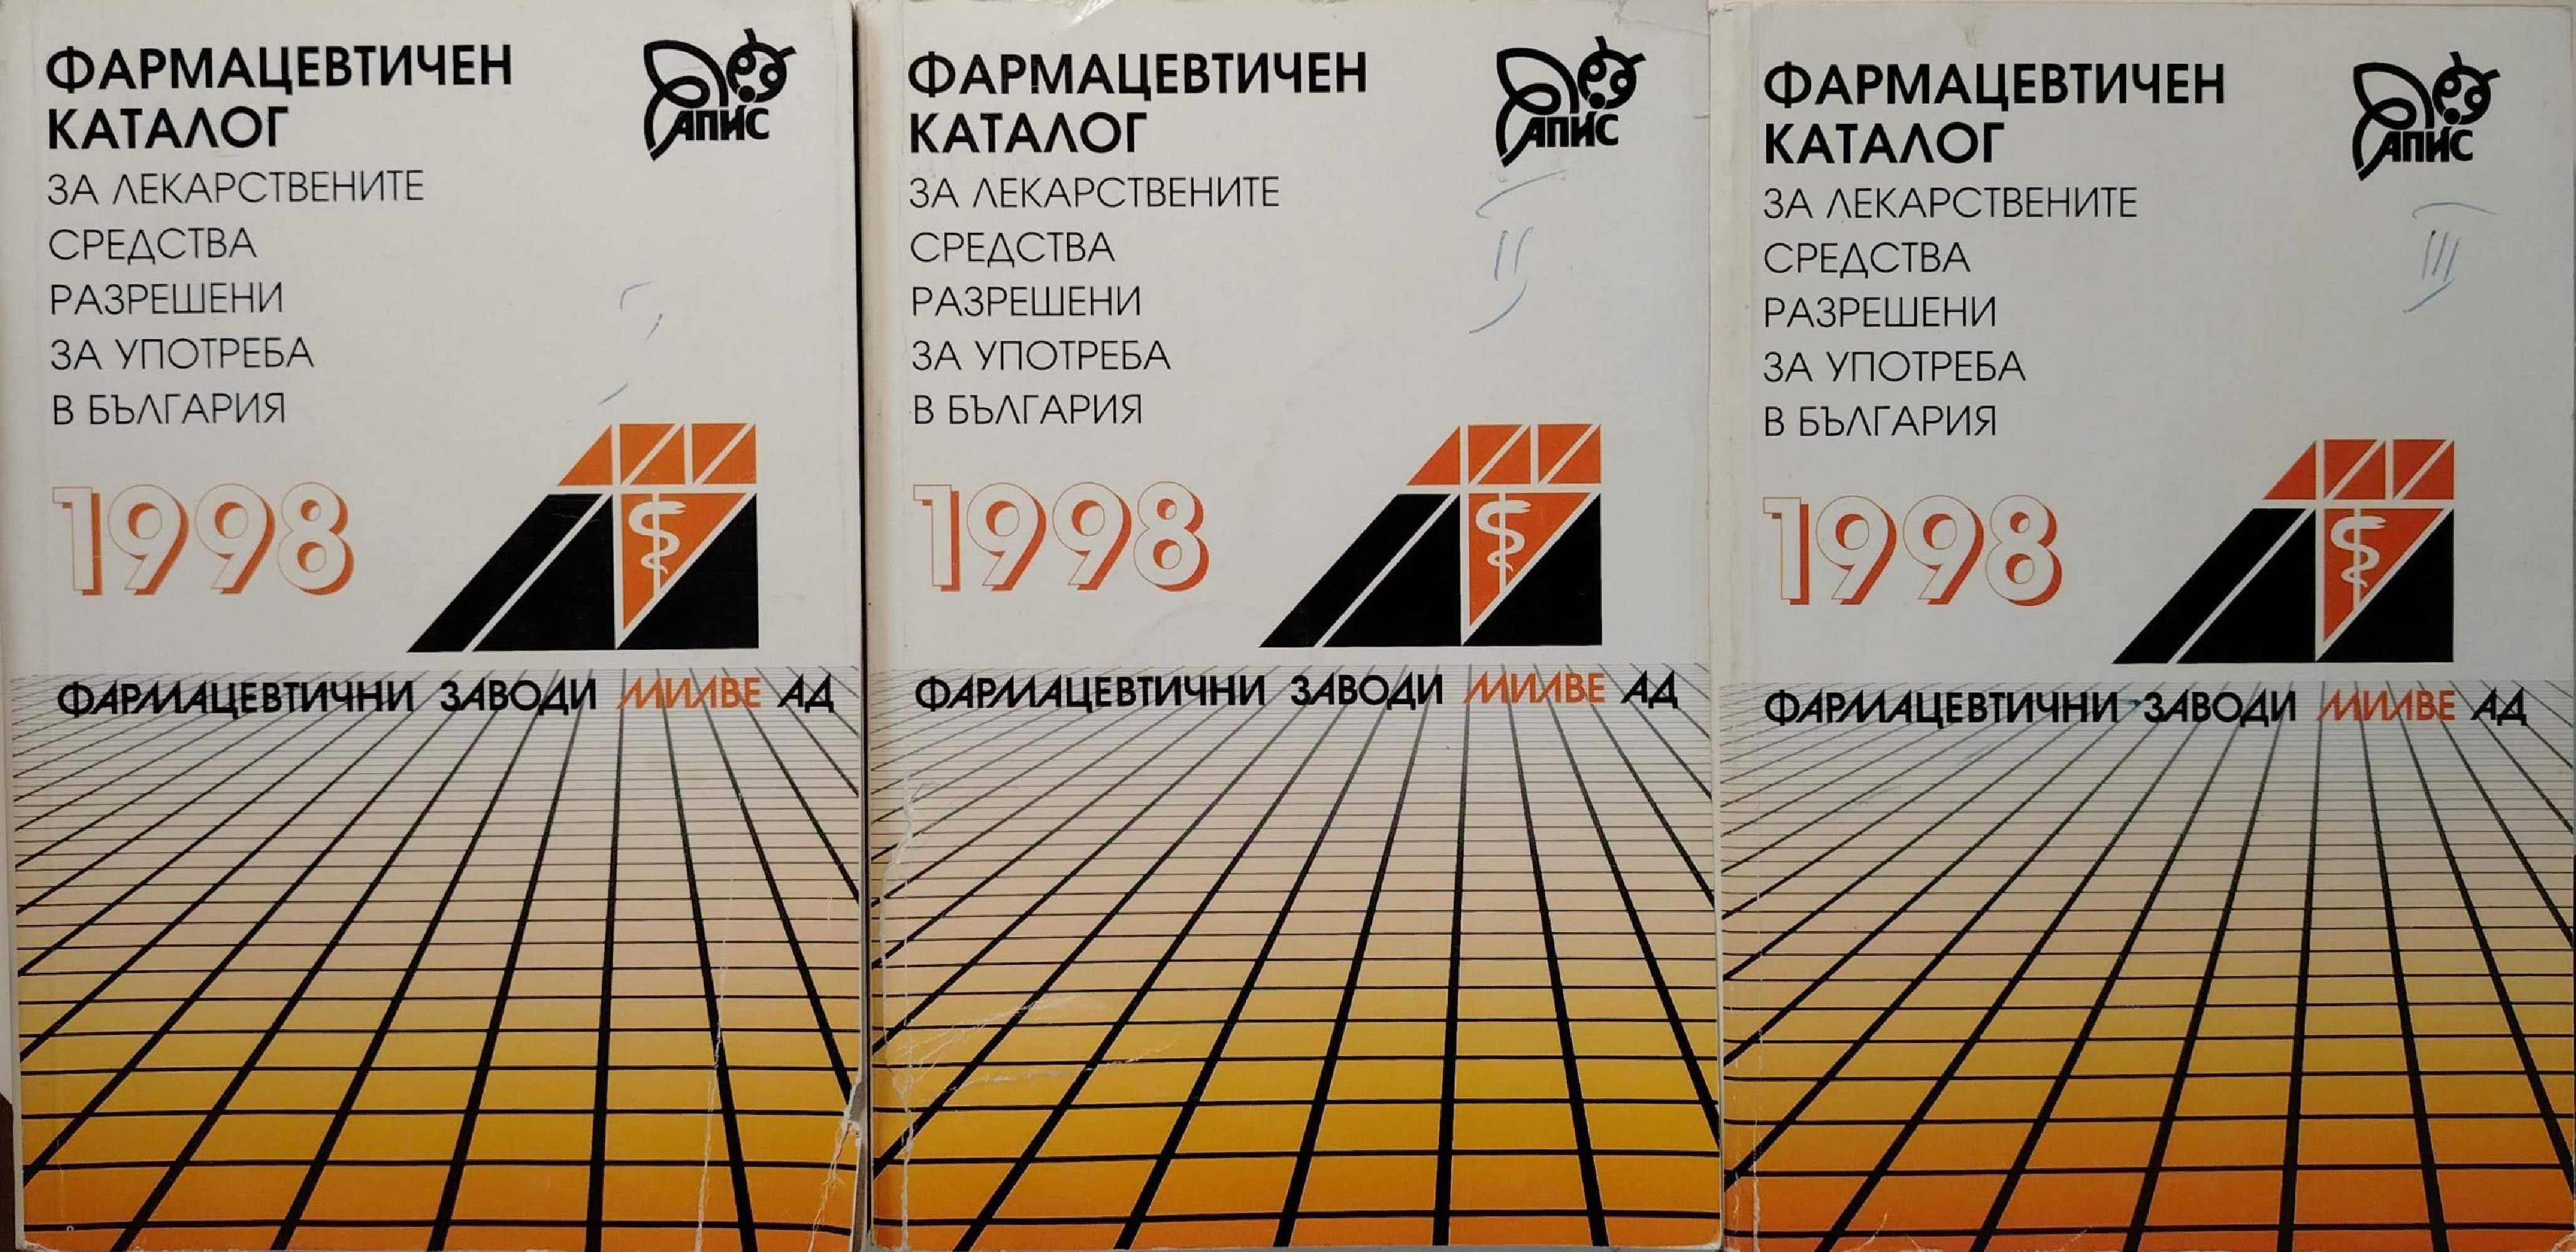 ФАРМАЦЕВТИЧЕН
КАТАЛОГ
ЗА ЛЕКАРСТВЕНИТЕ
СРЕДСТВА
РАЗРЕШЕНИ
ЗА УПОТРЕБА
В БЪЛГАРИЯ
1998
АПИС
ФАРМАЦЕВТИЧНИ ЗАВОДИ МИЛВЕ АД
ФАРМАЦЕВТИЧЕН
КАТАЛОГ
ЗА ЛЕКАРСТВЕНИТЕ
СРЕДСТВА
РАЗРЕШЕНИ
ЗА УПОТРЕБА
В БЪЛГАРИЯ
1998
АПИС
II
ФАРМАЦЕВТИЧНИ ЗАВОДИ МИЛВЕ АД
ФАРМАЦЕВТИЧЕН
КАТАЛОГ
ЗА ЛЕКАРСТВЕНИТЕ
СРЕДСТВА
РАЗРЕШЕНИ
ЗА УПОТРЕБА
В БЪЛГАРИЯ
1998
АПИС
III
ФАРМАЦЕВТИЧНИ ЗАВОДИ МИЛВЕ АД